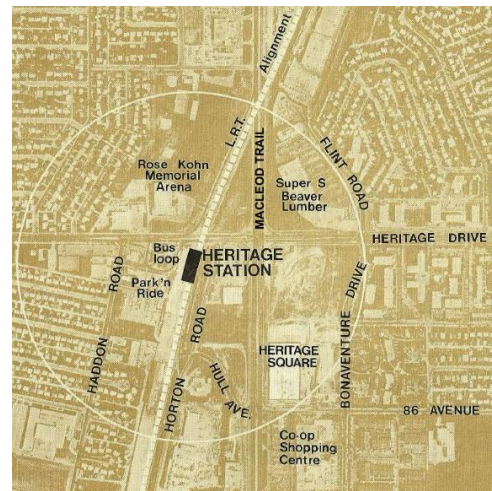 Alignment
L.R.T.
MACLEOD TRAIL
FLINT ROAD
Rose Kohn
Memorial
Arena
Super S
Beaver
Lumber
HERITAGE DRIVE
Bus
loop
HERITAGE
STATION
Park'n
Ride
HADDON ROAD
HORTON ROAD
BONAVENTURE DRIVE
HERITAGE
SQUARE
HULL AVE.
86 AVENUE
Co-op
Shopping
Centre